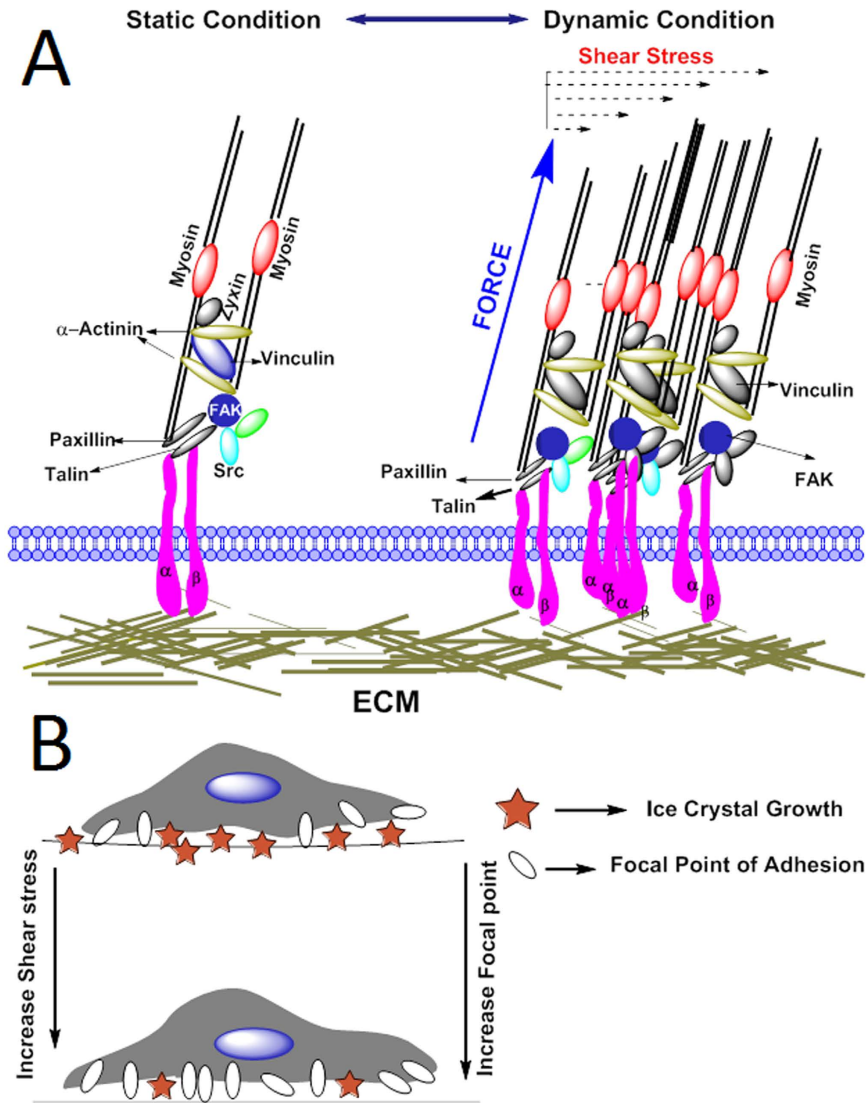 Static Condition
Dynamic Condition
A
Shear Stress
Myosin
Zyxin
Myosin
α–Actinin
Vinculin
FAK
Paxillin
Talin
Src
FORCE
Myosin
Vinculin
Paxillin
Talin
FAK
α
β
α
β
α
α
β
β
α
β
ECM
B
Ice Crystal Growth
Focal Point of Adhesion
Increase Shear stress
Increase Focal point